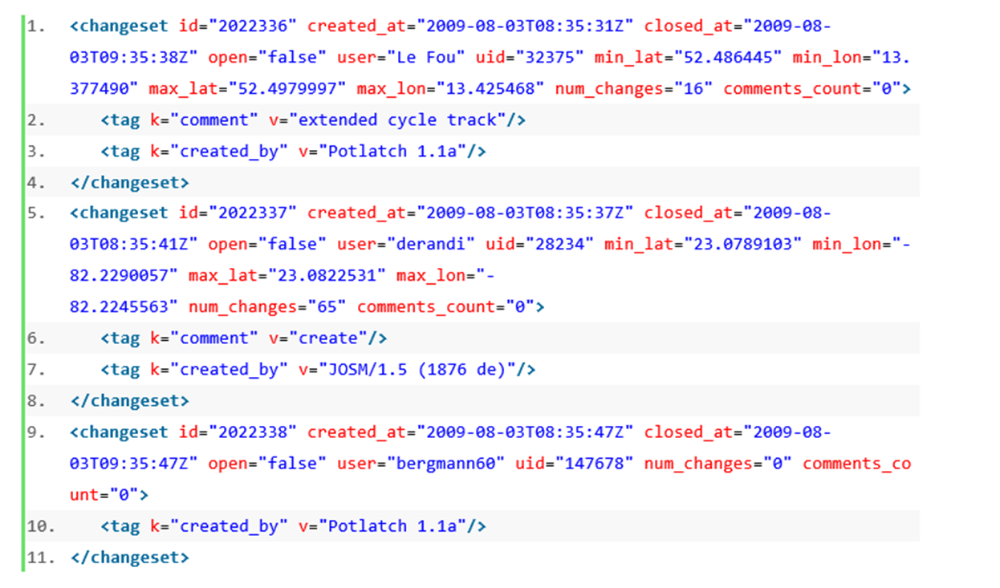 1. <changeset id="2022336" created_at="2009-08-03T08:35:31Z" closed_at="2009-08-
03T09:35:38Z" open="false" user="Le Fou" uid="32375" min_lat="52.486445" min_lon="13.
377490" max_lat="52.4979997" max_lon="13.425468" num_changes="16" comments_count="0">
2. <tag k="comment" v="extended cycle track"/>
3. <tag k="created_by" v="Potlatch 1.1a"/>
4. </changeset>
5. <changeset id="2022337" created_at="2009-08-03T08:35:37Z" closed_at="2009-08-
03T08:35:41Z" open="false" user="derandi" uid="28234" min_lat="23.0789103" min_lon="-
82.2290057" max_lat="23.0822531" max_lon="-
82.2245563" num_changes="65" comments_count="0">
6. <tag k="comment" v="create"/>
7. <tag k="created_by" v="JOSM/1.5 (1876 de)"/>
8. </changeset>
9. <changeset id="2022338" created_at="2009-08-03T08:35:47Z" closed_at="2009-08-
03T09:35:47Z" open="false" user="bergmann60" uid="147678" num_changes="0" comments_co
unt="0">
10. <tag k="created_by" v="Potlatch 1.1a"/>
11. </changeset>